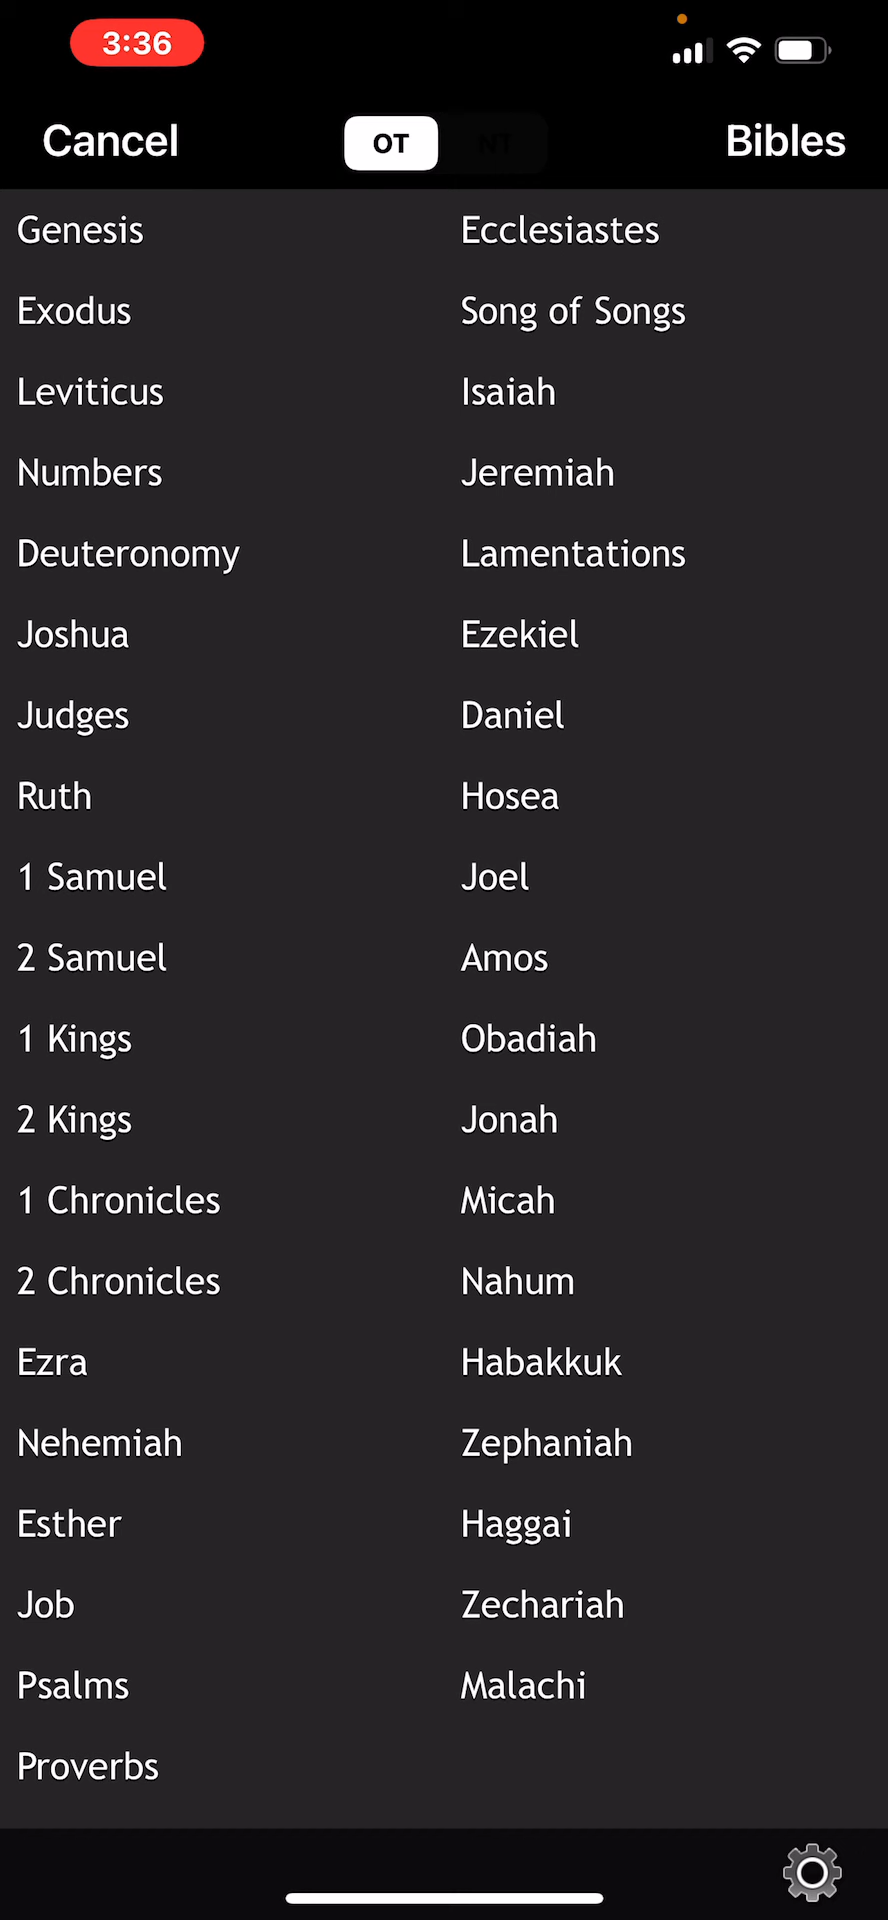 3:36
Cancel
OT
NT
Bibles
Genesis
Exodus
Leviticus
Numbers
Deuteronomy
Joshua
Judges
Ruth
1 Samuel
2 Samuel
1 Kings
2 Kings
1 Chronicles
2 Chronicles
Ezra
Nehemiah
Esther
Job
Psalms
Proverbs
Ecclesiastes
Song of Songs
Isaiah
Jeremiah
Lamentations
Ezekiel
Daniel
Hosea
Joel
Amos
Obadiah
Jonah
Micah
Nahum
Habakkuk
Zephaniah
Haggai
Zechariah
Malachi